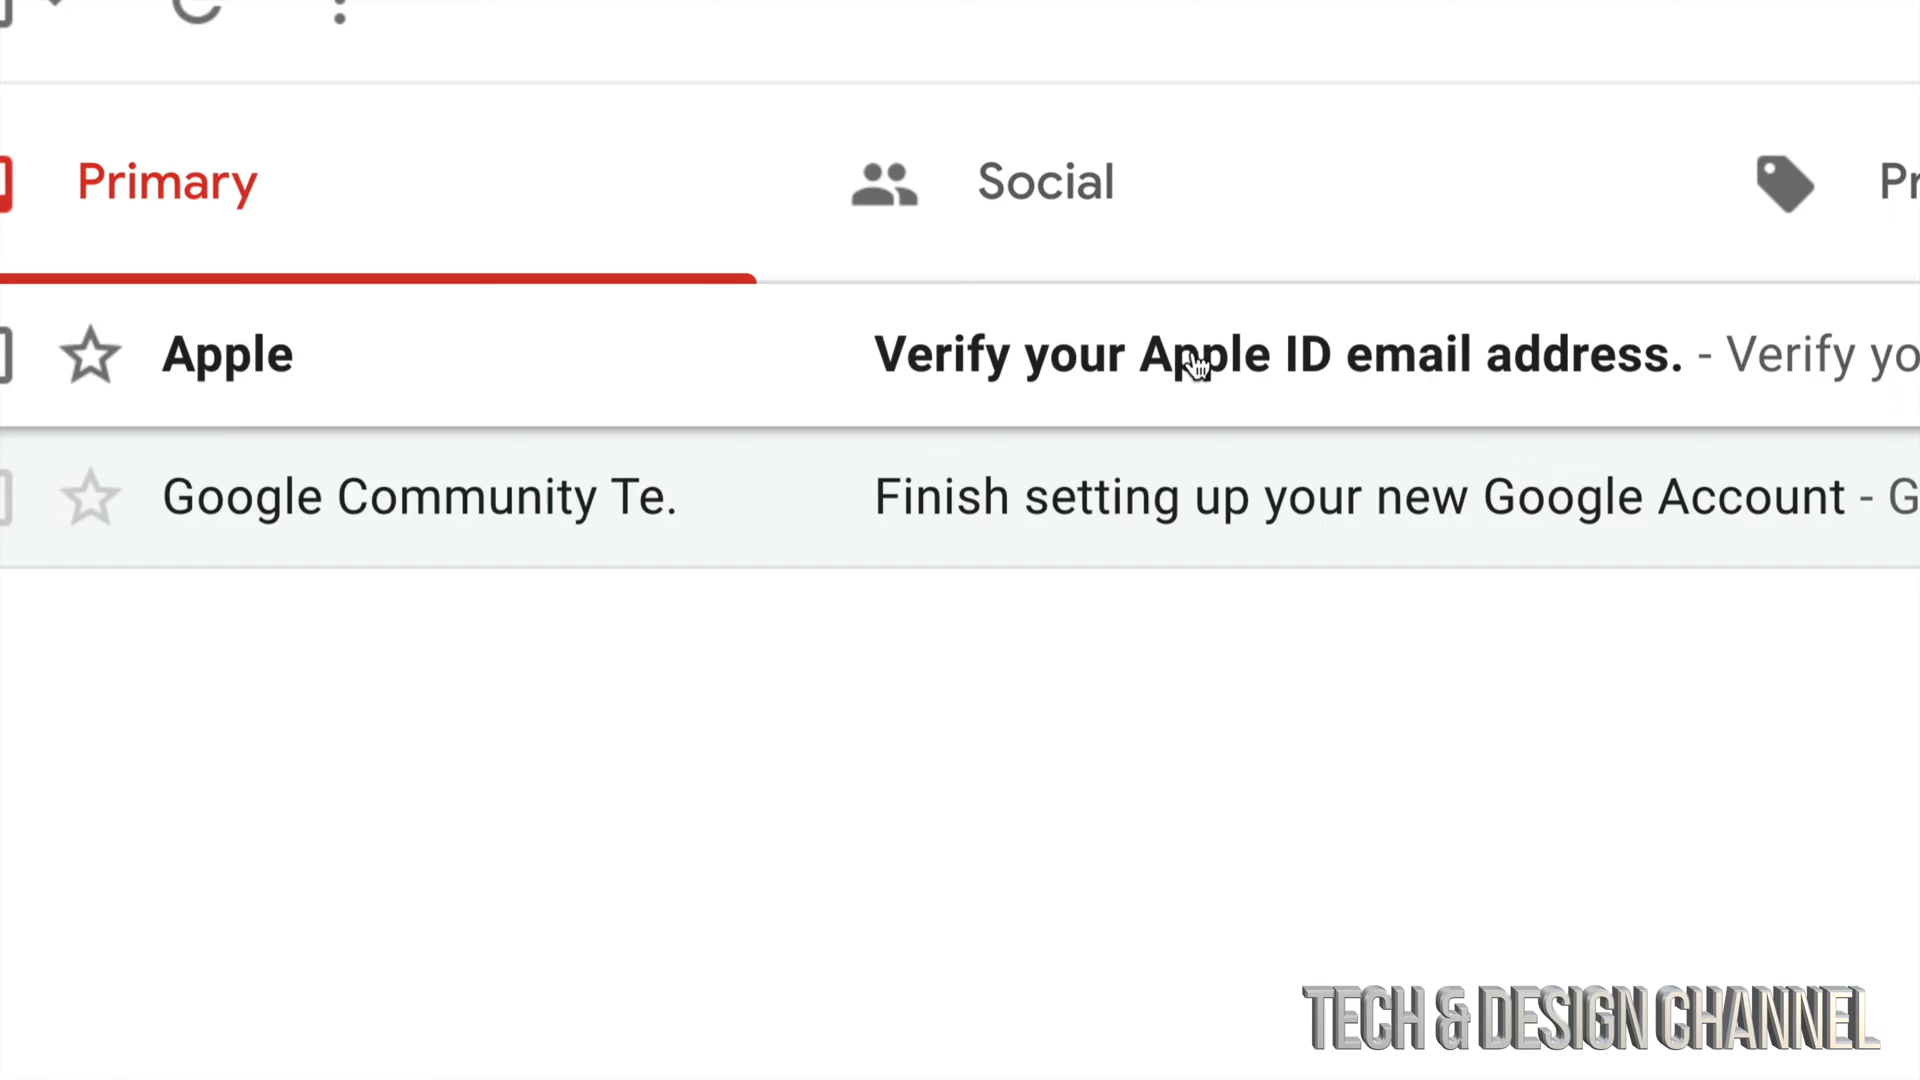 Primary
Social
Pr
Apple
Verify your Apple ID email address. - Verify yo
Google Community Te.
Finish setting up your new Google Account - G
TECH & DESIGN CHANNEL